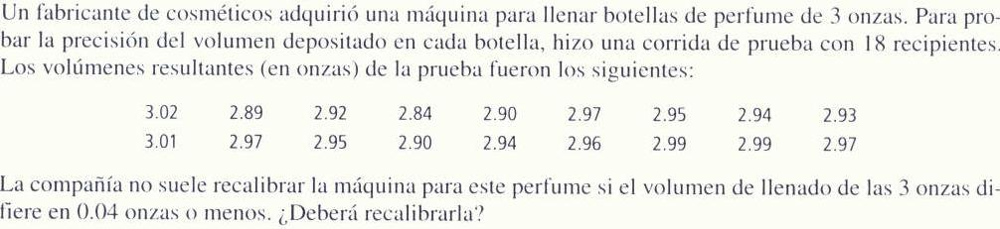 Un fabricante de cosméticos adquirió una máquina para llenar botellas de perfume de 3 onzas. Para pro-
bar la precisión del volumen depositado en cada botella, hizo una corrida de prueba con 18 recipientes.
Los volúmenes resultantes (en onzas) de la prueba fueron los siguientes:
3.02 2.89 2.92 2.84 2.90 2.97 2.95 2.94 2.93
3.01 2.97 2.95 2.90 2.94 2.96 2.99 2.99 2.97
La compañía no suele recalibrar la máquina para este perfume si el volumen de llenado de las 3 onzas di-
fiere en 0.04 onzas o menos. ¿Deberá recalibrarla?